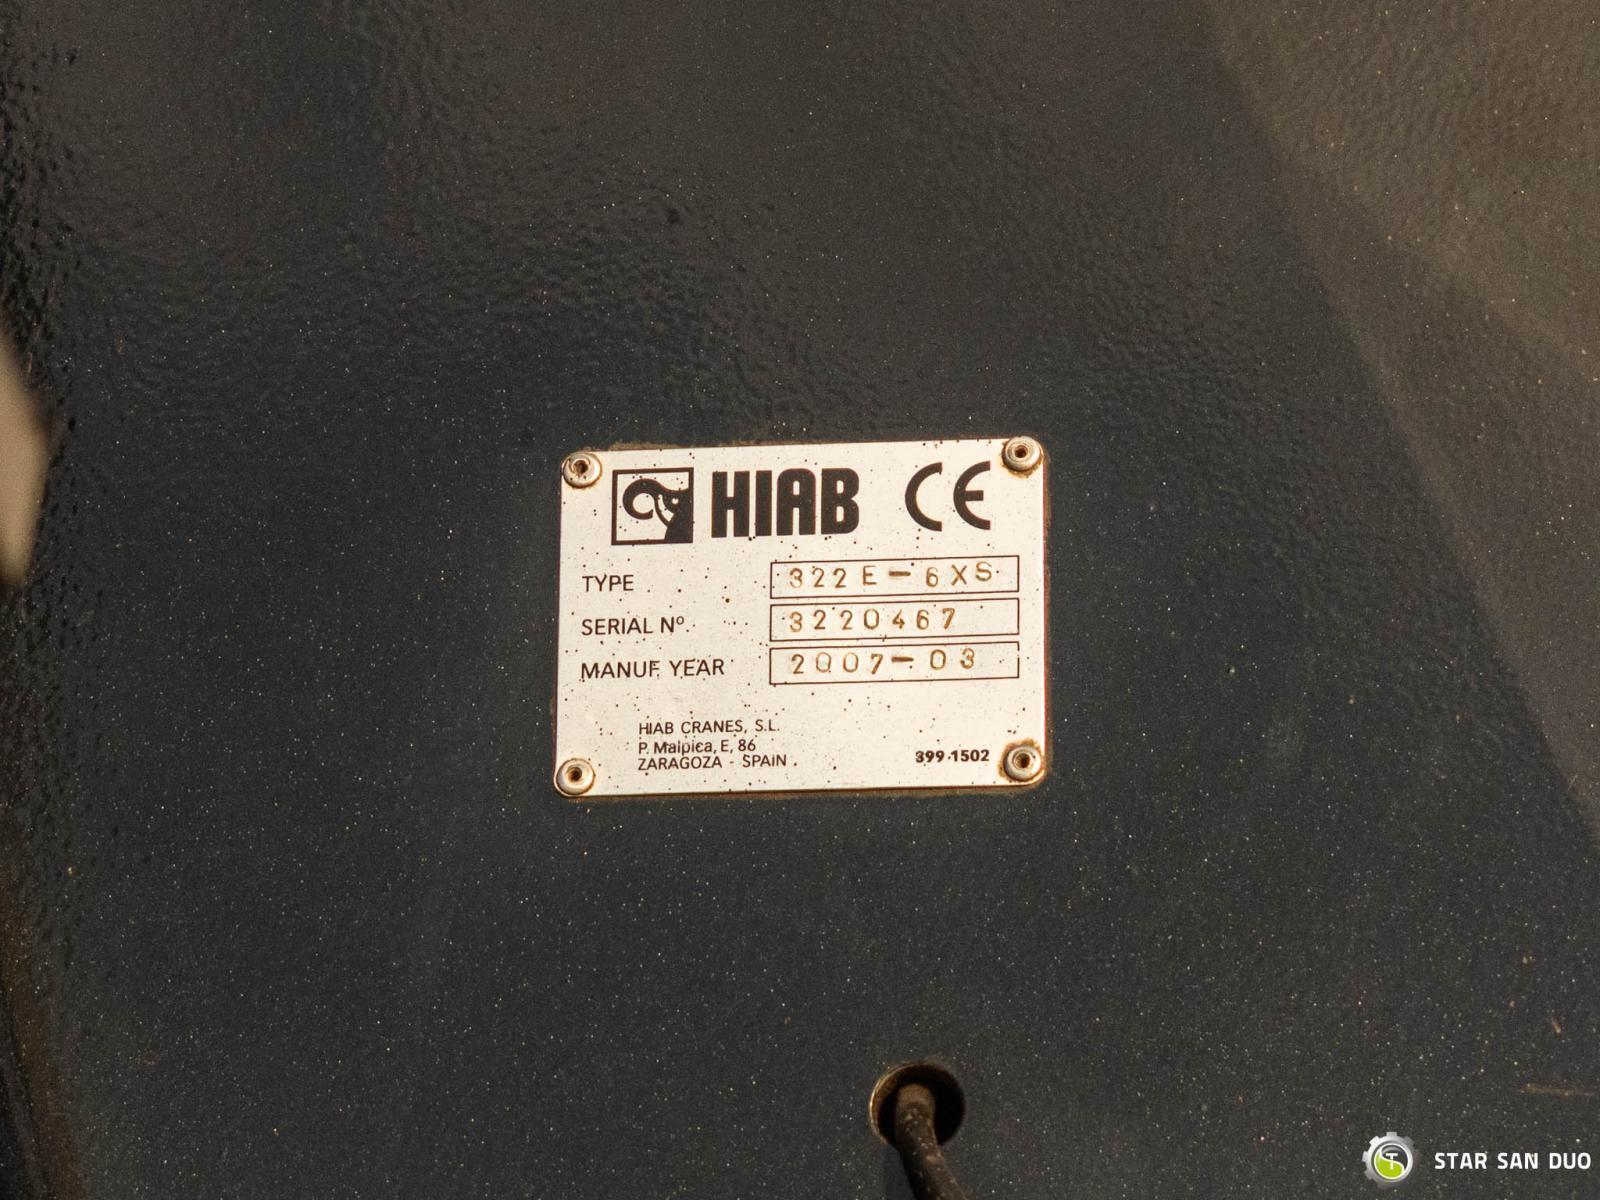 HIAB CE
TYPE 322E-6XS
SERIAL Nº. 3220467
MANUF. YEAR 2007-03
HIAB CRANES, S.L.
P. Malpica, E, 86
ZARAGOZA - SPAIN
399.1502
STAR SAN DUO